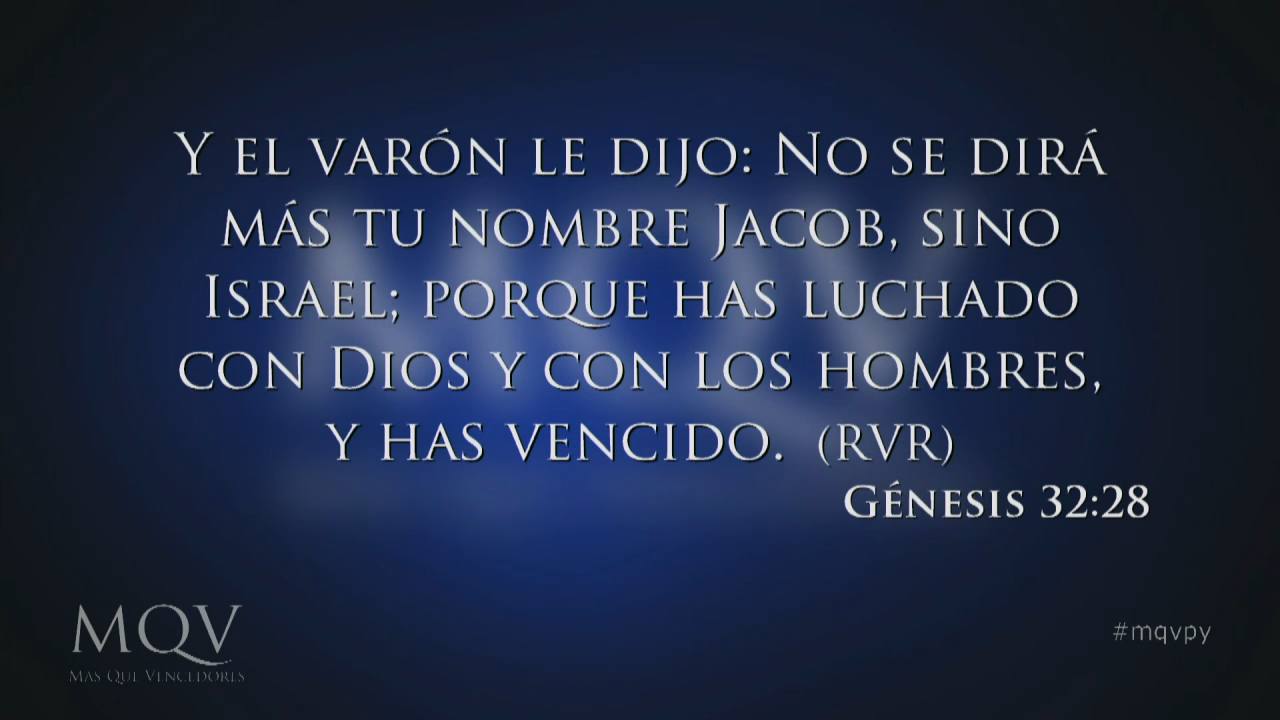 Y el varón le dijo: No se dirá
más tu nombre Jacob, sino
Israel; porque has luchado
con Dios y con los hombres,
y has vencido. (RVR)
Génesis 32:28
MQV
Mas Que Vencedores
#mqvpy